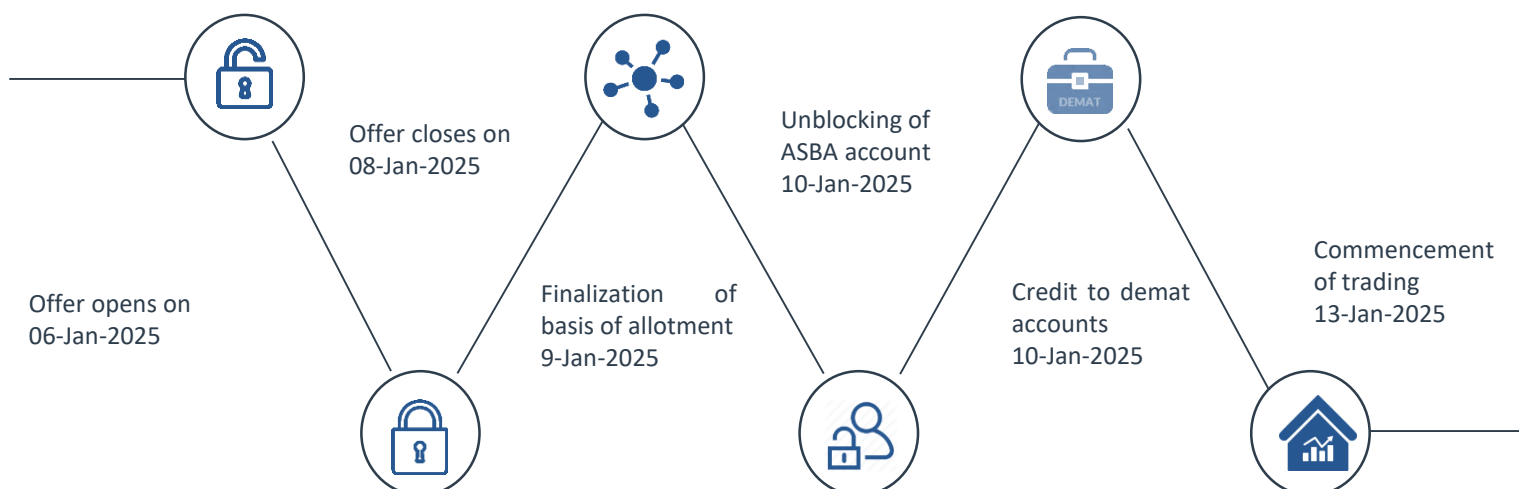 Offer opens on
06-Jan-2025
Offer closes on
08-Jan-2025
Finalization of
basis of allotment
9-Jan-2025
Unblocking of
ASBA account
10-Jan-2025
DEMAT
Credit to demat
accounts
10-Jan-2025
Commencement
of trading
13-Jan-2025